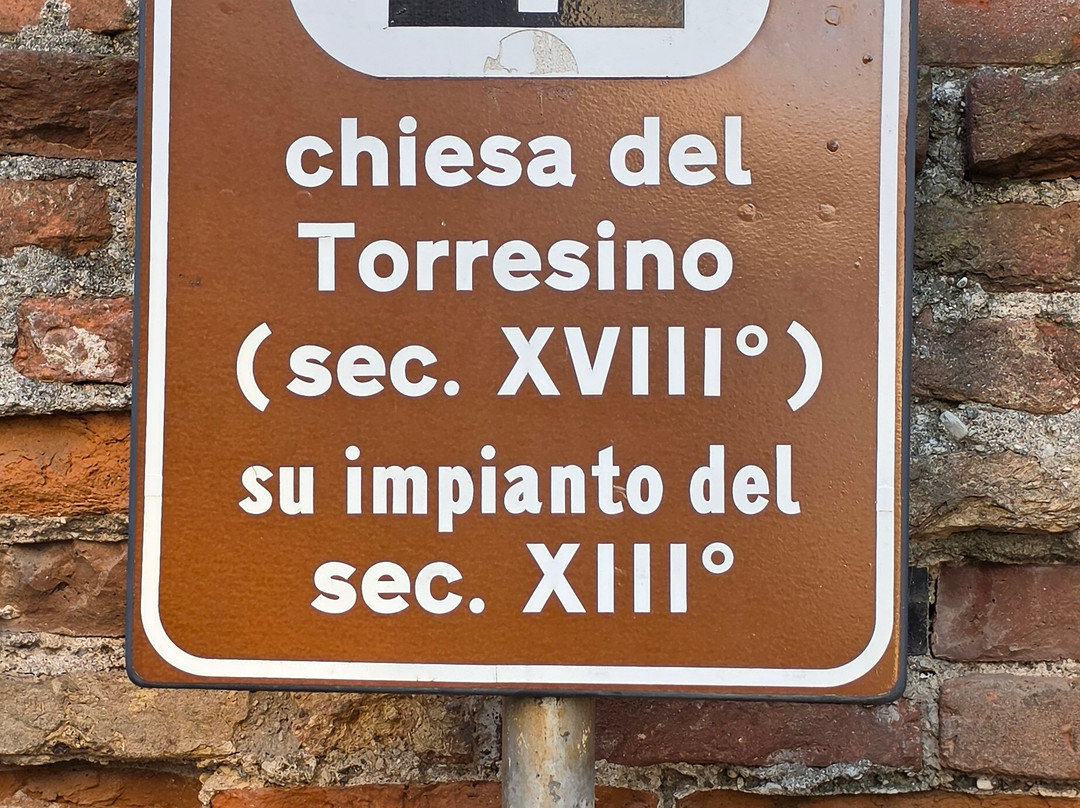 chiesa del
Torresino
(sec. XVIII°)
su impianto del
sec. XIII°